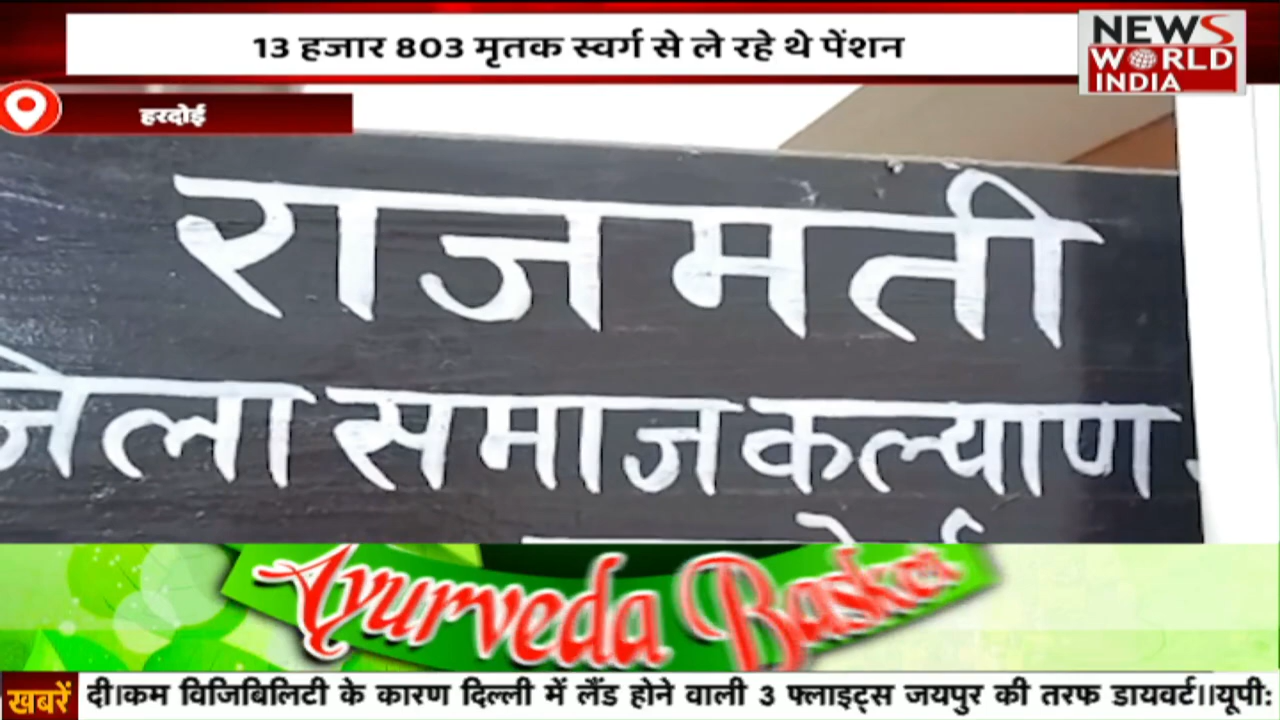 13 हजार 803 मृतक स्वर्ग से ले रहे थे पेंशन
NEWS
WORLD
INDIA
हरदोई
राजमती
जिला समाज कल्याण
Ayurveda Basket
खबरें
दी।कम विजिबिलिटी के कारण दिल्ली में लैंड होने वाली 3 फ्लाइट्स जयपुर की तरफ डायवर्ट।।यूपी: